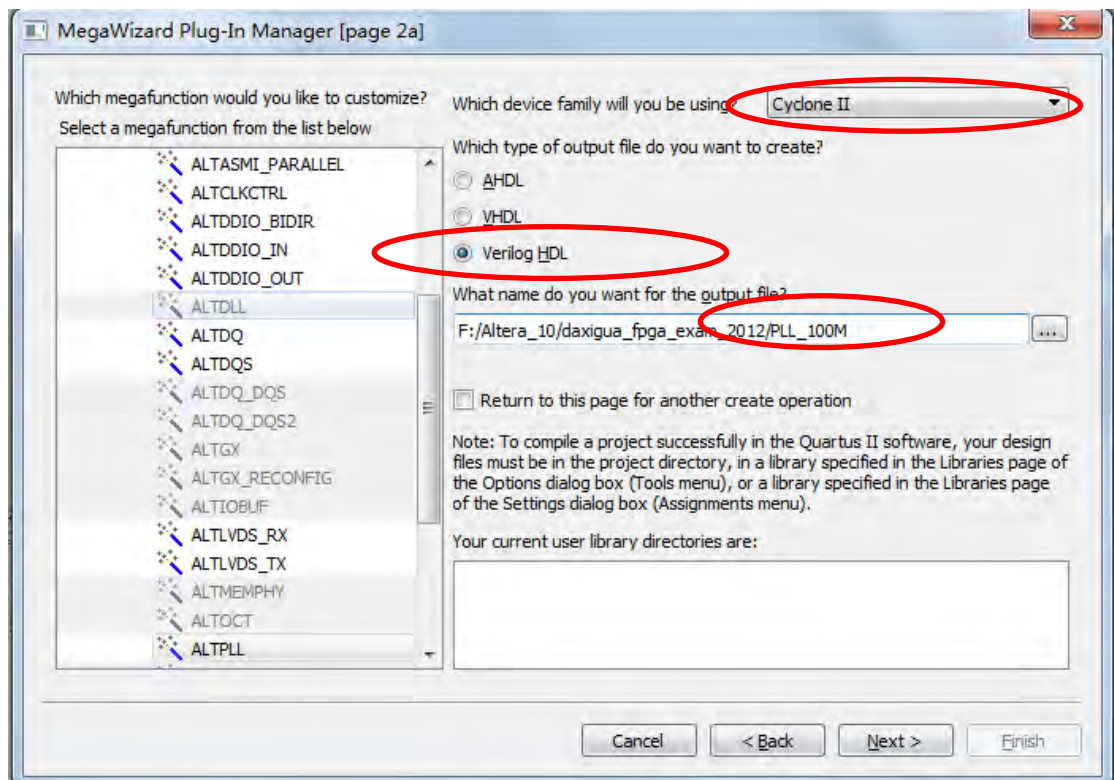 MegaWizard Plug-In Manager [page 2a]
Which megafunction would you like to customize?
Select a megafunction from the list below
ALTASMI_PARALLEL
ALTCLKCTRL
ALTDDIO_BIDIR
ALTDDIO_IN
ALTDDIO_OUT
ALTDLL
ALTDQ
ALTDQS
ALTDQ_DQS
ALTDQ_DQS2
ALTGX
ALTGX_RECONFIG
ALTIOBUF
ALTLVDS_RX
ALTLVDS_TX
ALTMEMPHY
ALTOCT
ALTPLL
Which device family will you be using?
Cyclone II
Which type of output file do you want to create?
AHDL
VHDL
Verilog HDL
What name do you want for the output file?
F:/Altera_10/daxigua_fpga_exam_2012/PLL_100M
...
Return to this page for another create operation
Note: To compile a project successfully in the Quartus II software, your design
files must be in the project directory, in a library specified in the Libraries page of
the Options dialog box (Tools menu), or a library specified in the Libraries page
of the Settings dialog box (Assignments menu).
Your current user library directories are:
Cancel
< Back
Next >
Finish